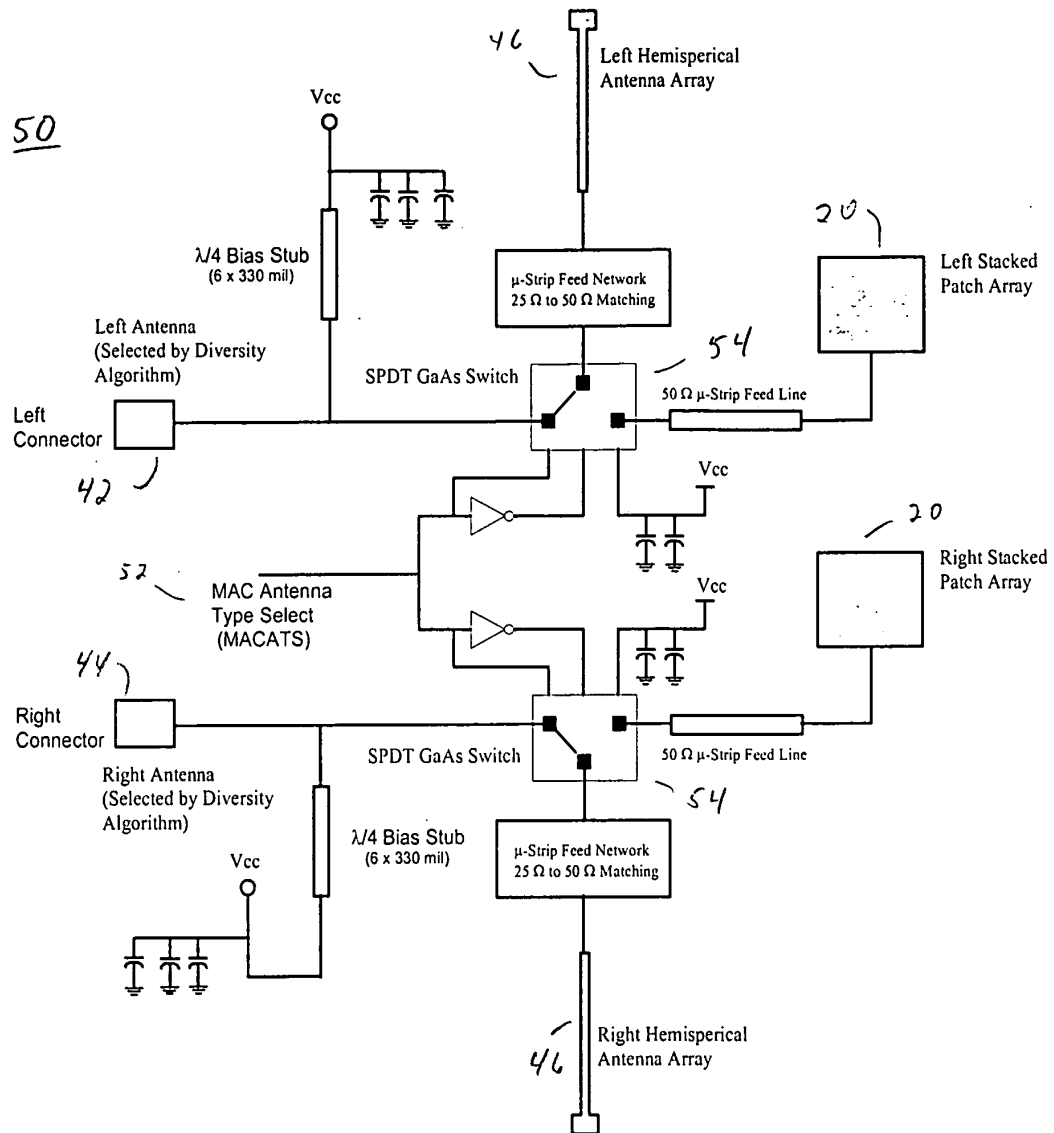 46
Left Hemisperical
Antenna Array
Vcc
50
20
λ/4 Bias Stub
(6 x 330 mil)
μ-Strip Feed Network
25 Ω to 50 Ω Matching
Left Stacked
Patch Array
Left Antenna
(Selected by Diversity
Algorithm)
54
SPDT GaAs Switch
50 Ω μ-Strip Feed Line
Left
Connector
42
Vcc
20
52
MAC Antenna
Type Select
(MACATS)
Right Stacked
Patch Array
Vcc
44
Right
Connector
SPDT GaAs Switch
50 Ω μ-Strip Feed Line
54
Right Antenna
(Selected by Diversity
Algorithm)
λ/4 Bias Stub
(6 x 330 mil)
μ-Strip Feed Network
25 Ω to 50 Ω Matching
Vcc
46
Right Hemisperical
Antenna Array